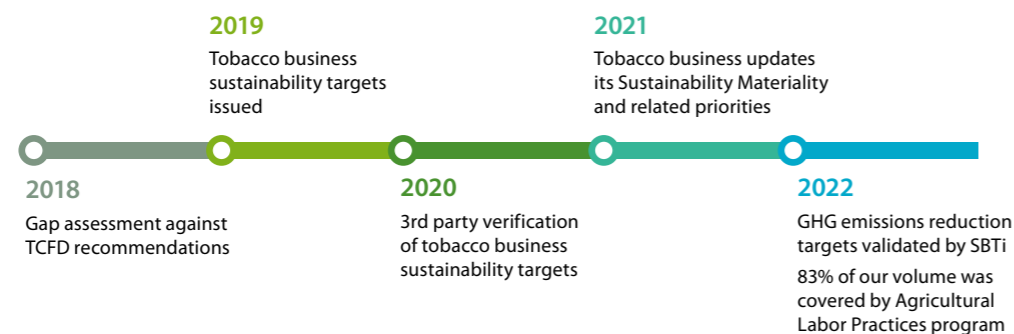 2019
Tobacco business
sustainability targets
issued
2021
Tobacco business updates
its Sustainability Materiality
and related priorities
2018
Gap assessment against
TCFD recommendations
2020
3rd party verification
of tobacco business
sustainability targets
2022
GHG emissions reduction
targets validated by SBTi
83% of our volume was
covered by Agricultural
Labor Practices program